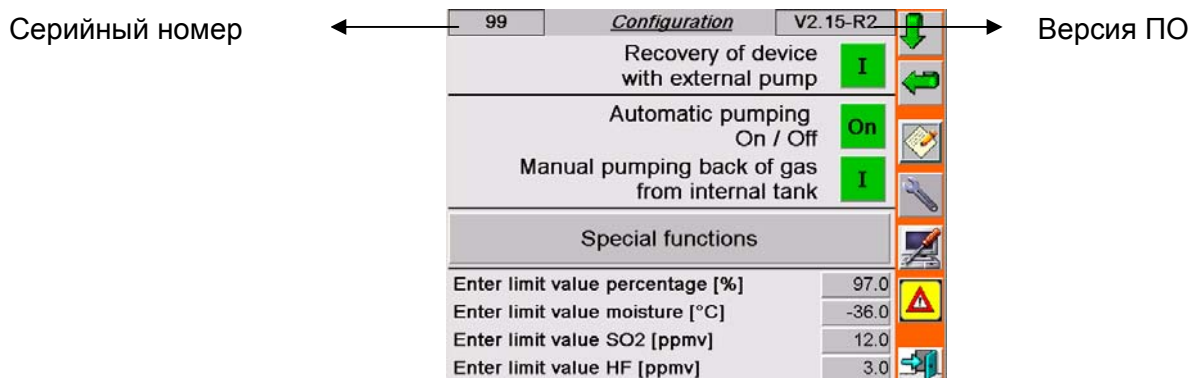 Серийный номер
99 Configuration V2.15-R2
Версия ПО
Recovery of device
with external pump I
Automatic pumping
On / Off On
Manual pumping back of gas
from internal tank I
Special functions
Enter limit value percentage [%] 97.0
Enter limit value moisture [°C] -36.0
Enter limit value SO2 [ppmv] 12.0
Enter limit value HF [ppmv] 3.0